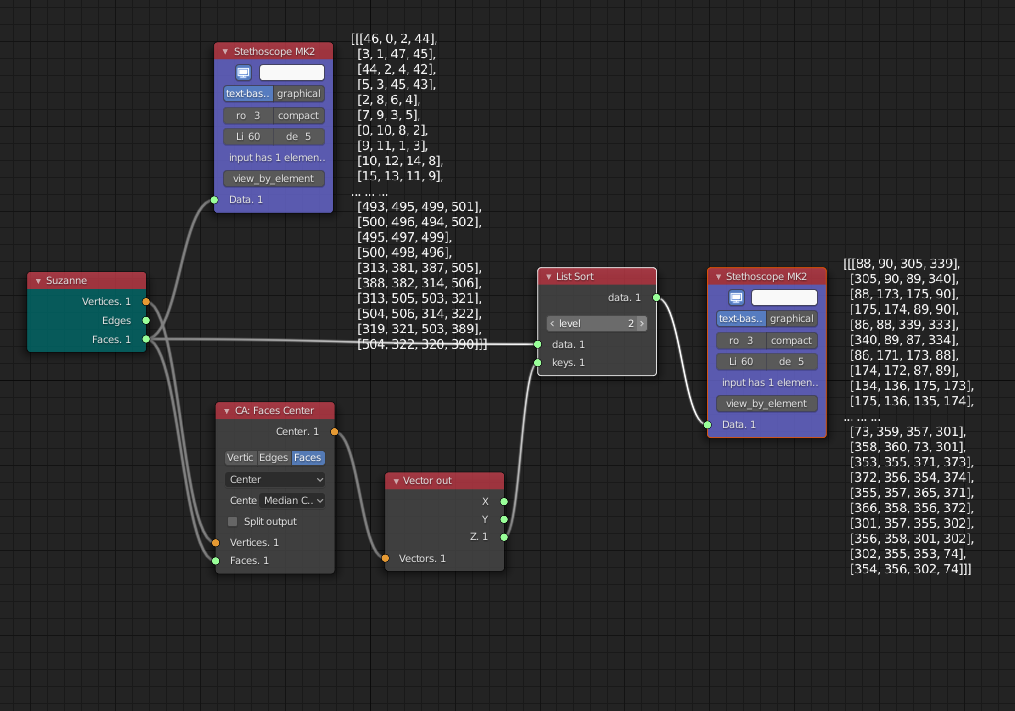 Stethoscope MK2
text-bas.. graphical
ro 3 compact
Li 60 de 5
input has 1 elemen..
view_by_element
Data. 1
[[[46, 0, 2, 44],
[3, 1, 47, 45],
[44, 2, 4, 42],
[5, 3, 45, 43],
[2, 8, 6, 4],
[7, 9, 3, 5],
[0, 10, 8, 2],
[9, 11, 1, 3],
[10, 12, 14, 8],
[15, 13, 11, 9],
... ... ...
[493, 495, 499, 501],
[500, 496, 494, 502],
[495, 497, 499],
[500, 498, 496],
[313, 381, 387, 505],
[388, 382, 314, 506],
[313, 505, 503, 321],
[504, 506, 314, 322],
[319, 321, 503, 389],
[504, 322, 320, 390]]]
Suzanne
Vertices. 1
Edges
Faces. 1
CA: Faces Center
Center. 1
Vertic Edges Faces
Center
Cente Median C..
Split output
Vertices. 1
Faces. 1
Vector out
X
Y
Z. 1
Vectors. 1
List Sort
data. 1
level 2
data. 1
keys. 1
Stethoscope MK2
text-bas.. graphical
ro 3 compact
Li 60 de 5
input has 1 elemen..
view_by_element
Data. 1
[[[88, 90, 305, 339],
[305, 90, 89, 340],
[88, 173, 175, 90],
[175, 174, 89, 90],
[86, 88, 339, 333],
[340, 89, 87, 334],
[86, 171, 173, 88],
[174, 172, 87, 89],
[134, 136, 175, 173],
[175, 136, 135, 174],
... ... ...
[73, 359, 357, 301],
[358, 360, 73, 301],
[353, 355, 371, 373],
[372, 356, 354, 374],
[355, 357, 365, 371],
[366, 358, 356, 372],
[301, 357, 355, 302],
[356, 358, 301, 302],
[302, 355, 353, 74],
[354, 356, 302, 74]]]